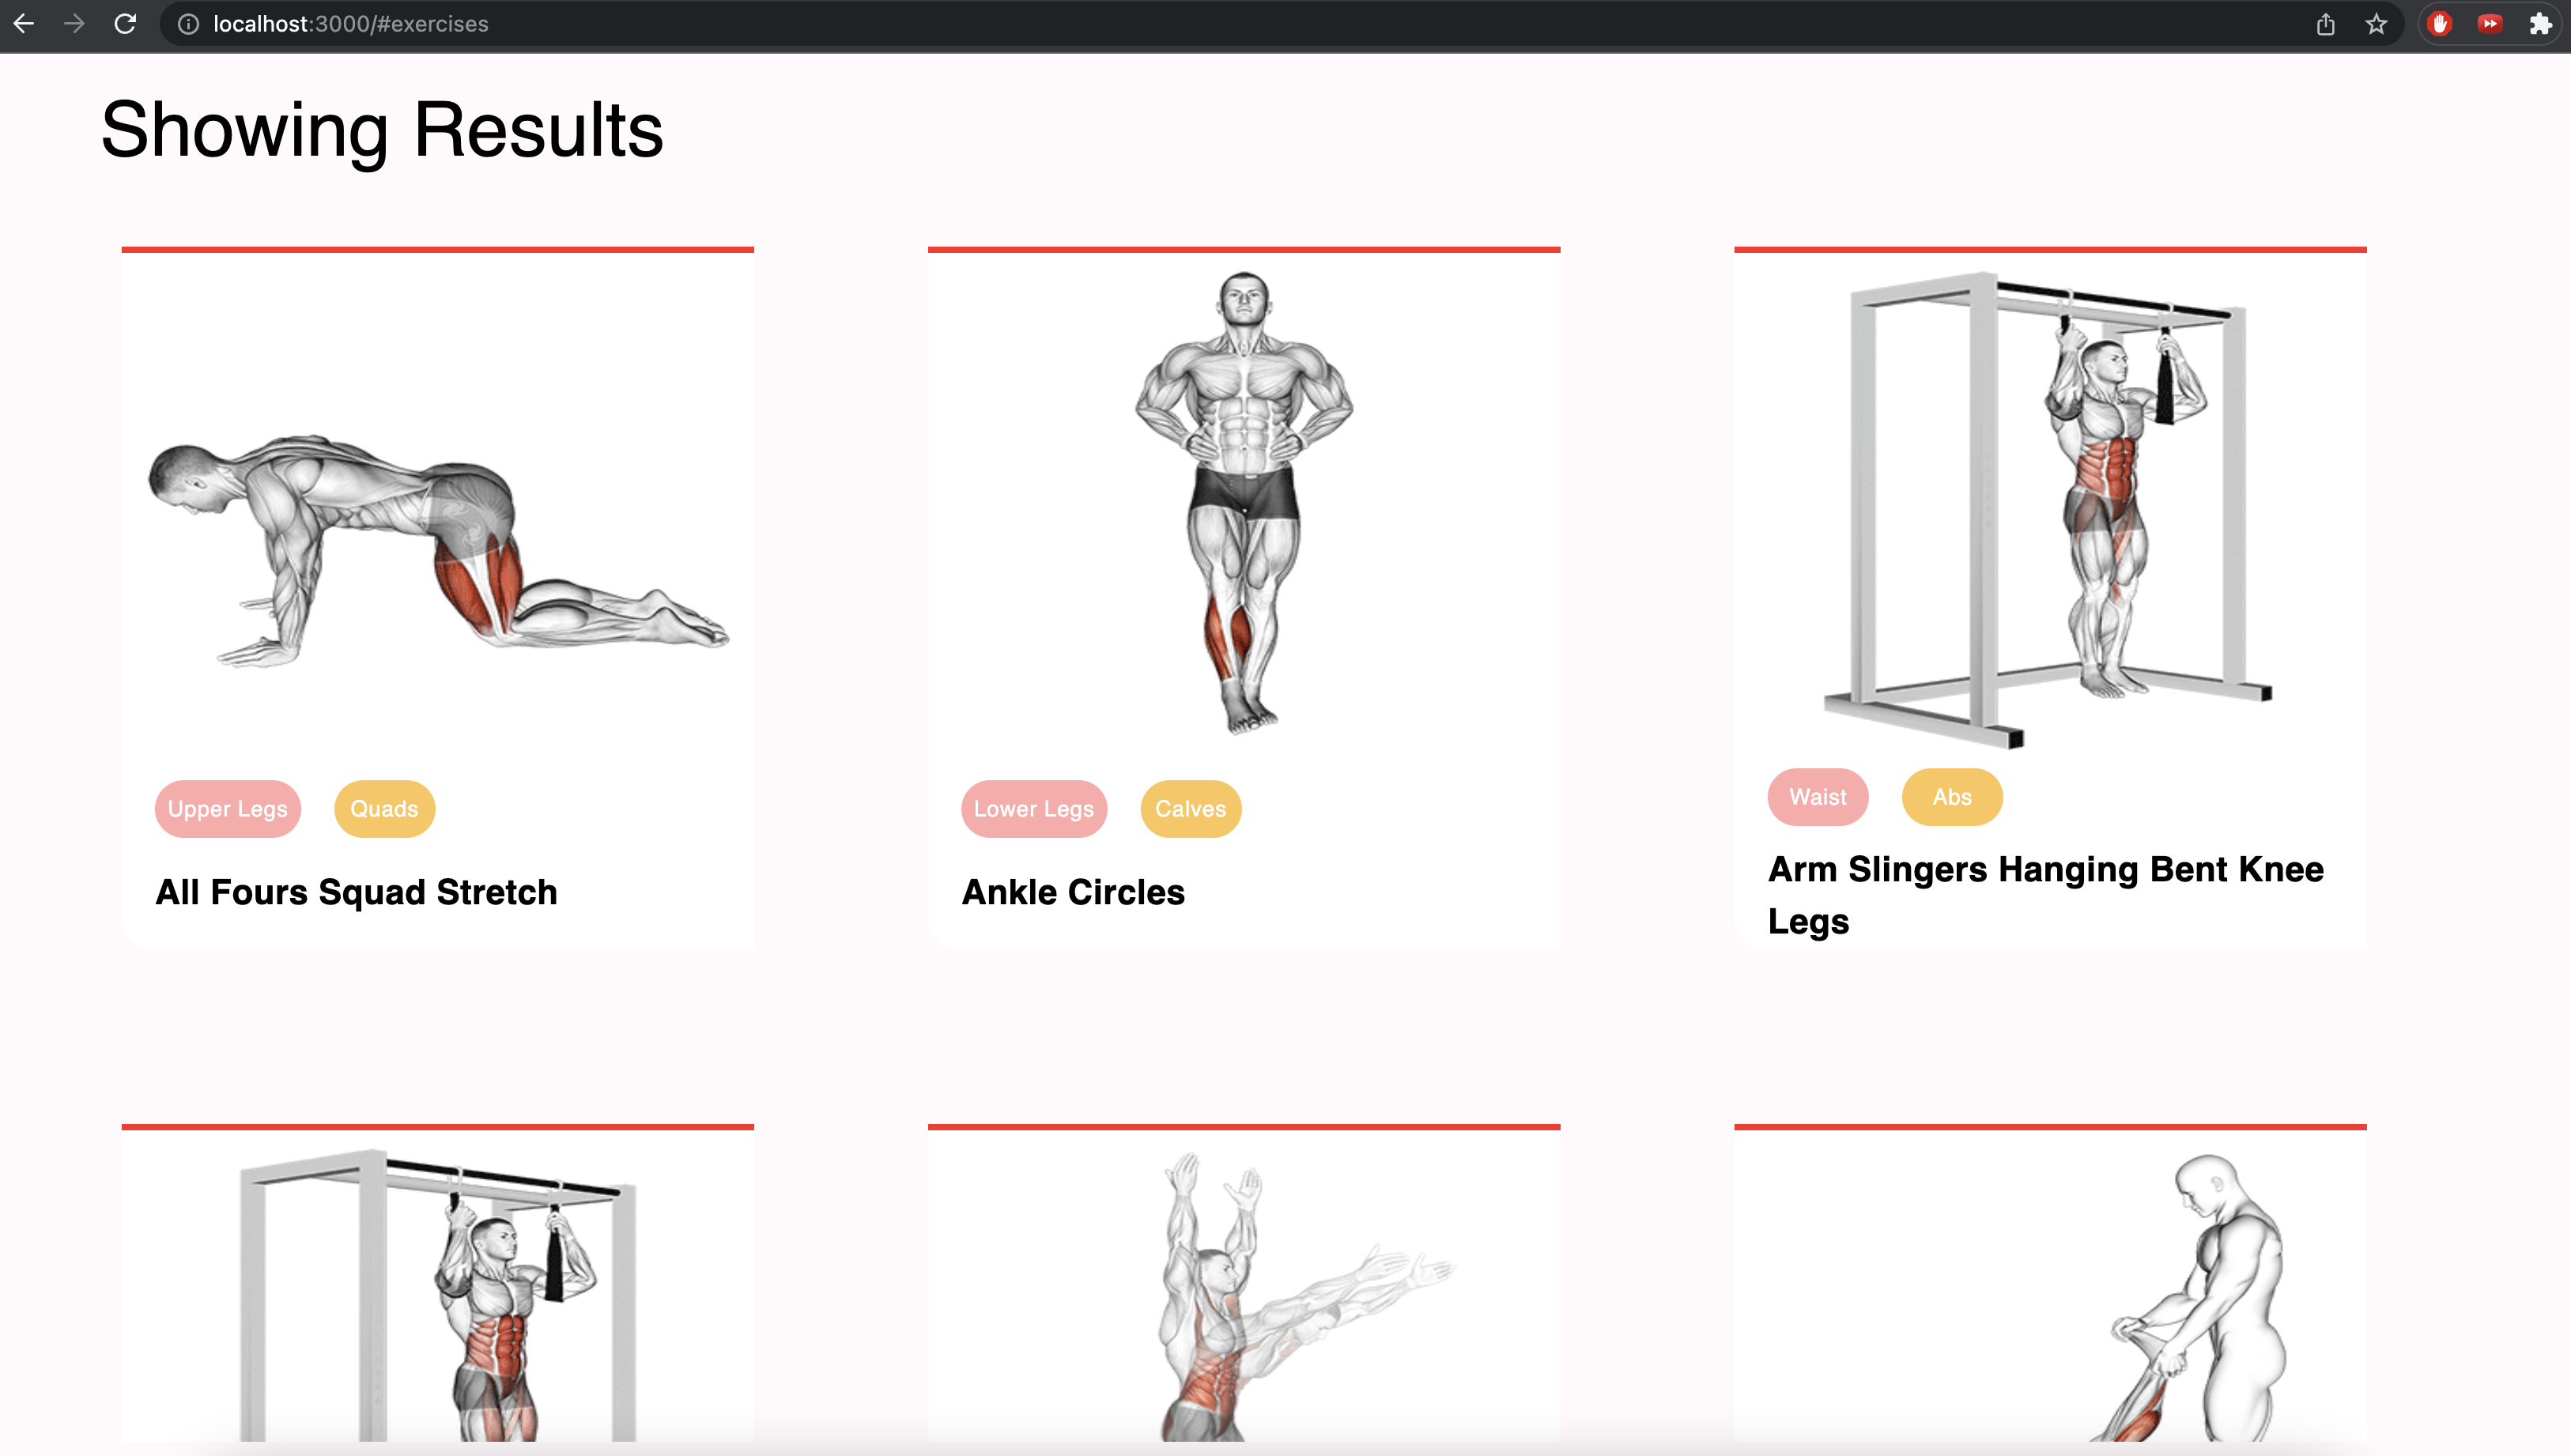 localhost:3000/#exercises
Showing Results
Upper Legs Quads
All Fours Squad Stretch
Lower Legs Calves
Ankle Circles
Waist Abs
Arm Slingers Hanging Bent Knee
Legs